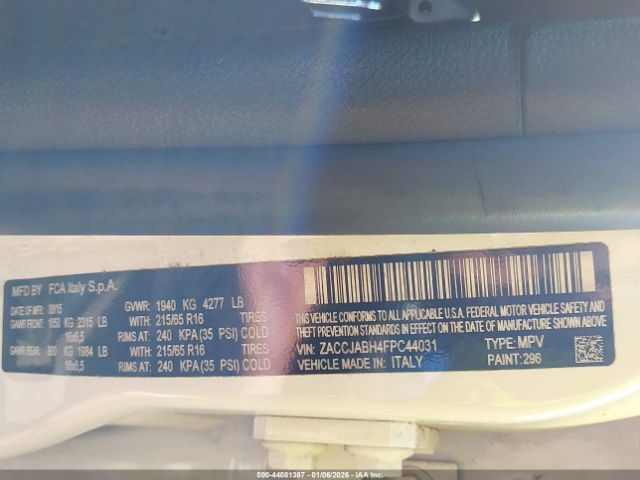 MFD BY FCA Italy S.p.A.
DATE OF MFD: 09/15 GVWR: 1940 KG 4277 LB
GAWR FRONT: 1050 KG 2315 LB WITH: 215/65 R16 TIRES
16x6,5 RIMS AT: 240 KPA (35 PSI) COLD
GAWR REAR: 900 KG 1984 LB WITH: 215/65 R16 TIRES
16x6,5 RIMS AT: 240 KPA (35 PSI) COLD
THIS VEHICLE CONFORMS TO ALL APPLICABLE U.S.A. FEDERAL MOTOR VEHICLE SAFETY BUMPER AND
THEFT PREVENTION STANDARDS IN EFFECT ON THE DATE OF MANUFACTURE SHOWN ABOVE.
VIN: ZACCJABH4FPC44031 TYPE: MPV
VEHICLE MADE IN: ITALY PAINT: 296
000-44081387 | 01/06/2026 | IAAI.COM